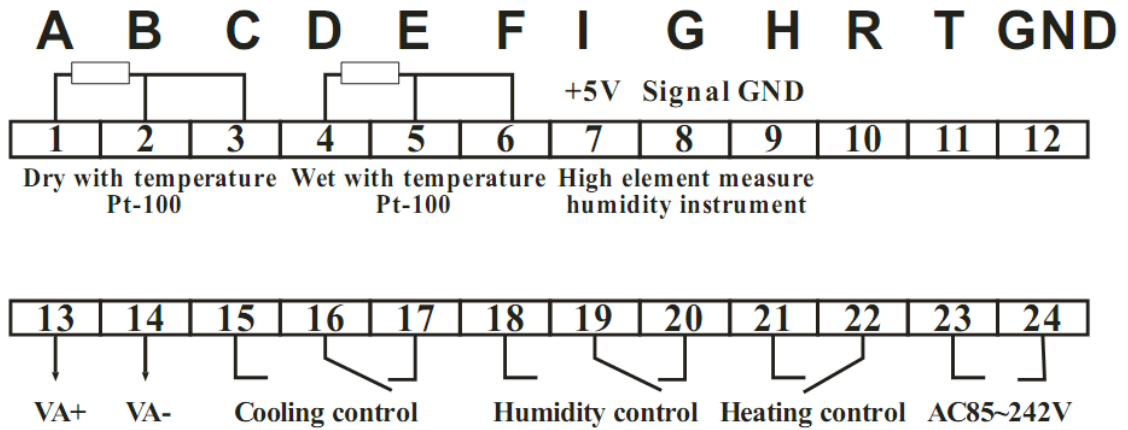 A B C D E F I G H R T GND
+5V Signal GND
1 2 3 4 5 6 7 8 9 10 11 12
Dry with temperature Wet with temperature High element measure
Pt-100 Pt-100 humidity instrument
13 14 15 16 17 18 19 20 21 22 23 24
VA+ VA- Cooling control Humidity control Heating control AC85~242V